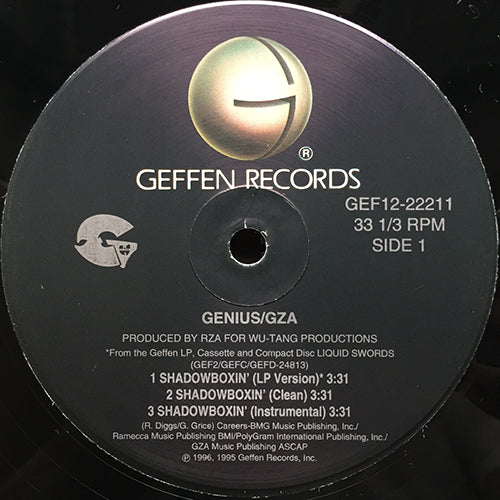 ®
GEFFEN RECORDS
GEF12-22211
33 1/3 RPM
SIDE 1
G
GENIUS/GZA
PRODUCED BY RZA FOR WU-TANG PRODUCTIONS
*From the Geffen LP, Cassette and Compact Disc LIQUID SWORDS
(GEF2/GEFC/GEFD-24813)
1 SHADOWBOXIN' (LP Version)* 3:31
2 SHADOWBOXIN' (Clean) 3:31
3 SHADOWBOXIN' (Instrumental) 3:31
(R. Diggs/G. Grice) Careers-BMG Music Publishing, Inc./
Ramecca Music Publishing BMI/PolyGram International Publishing, Inc./
GZA Music Publishing ASCAP
℗ 1996, 1995 Geffen Records, Inc.